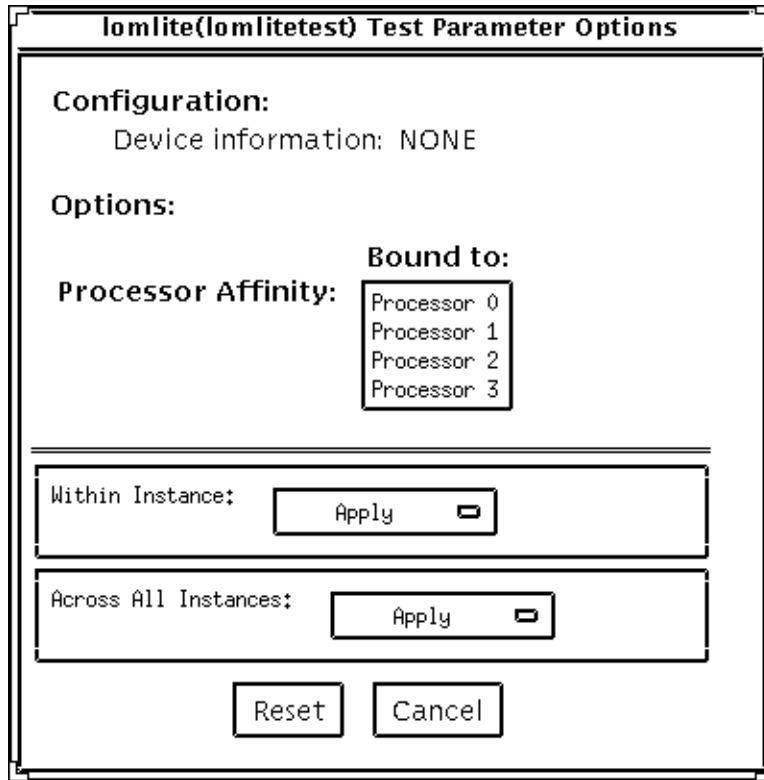 lomlite(lomlitetest) Test Parameter Options
Configuration:
Device information: NONE
Options:
Bound to:
Processor Affinity:
Processor 0
Processor 1
Processor 2
Processor 3
Within Instance: Apply
Across All Instances: Apply
Reset Cancel